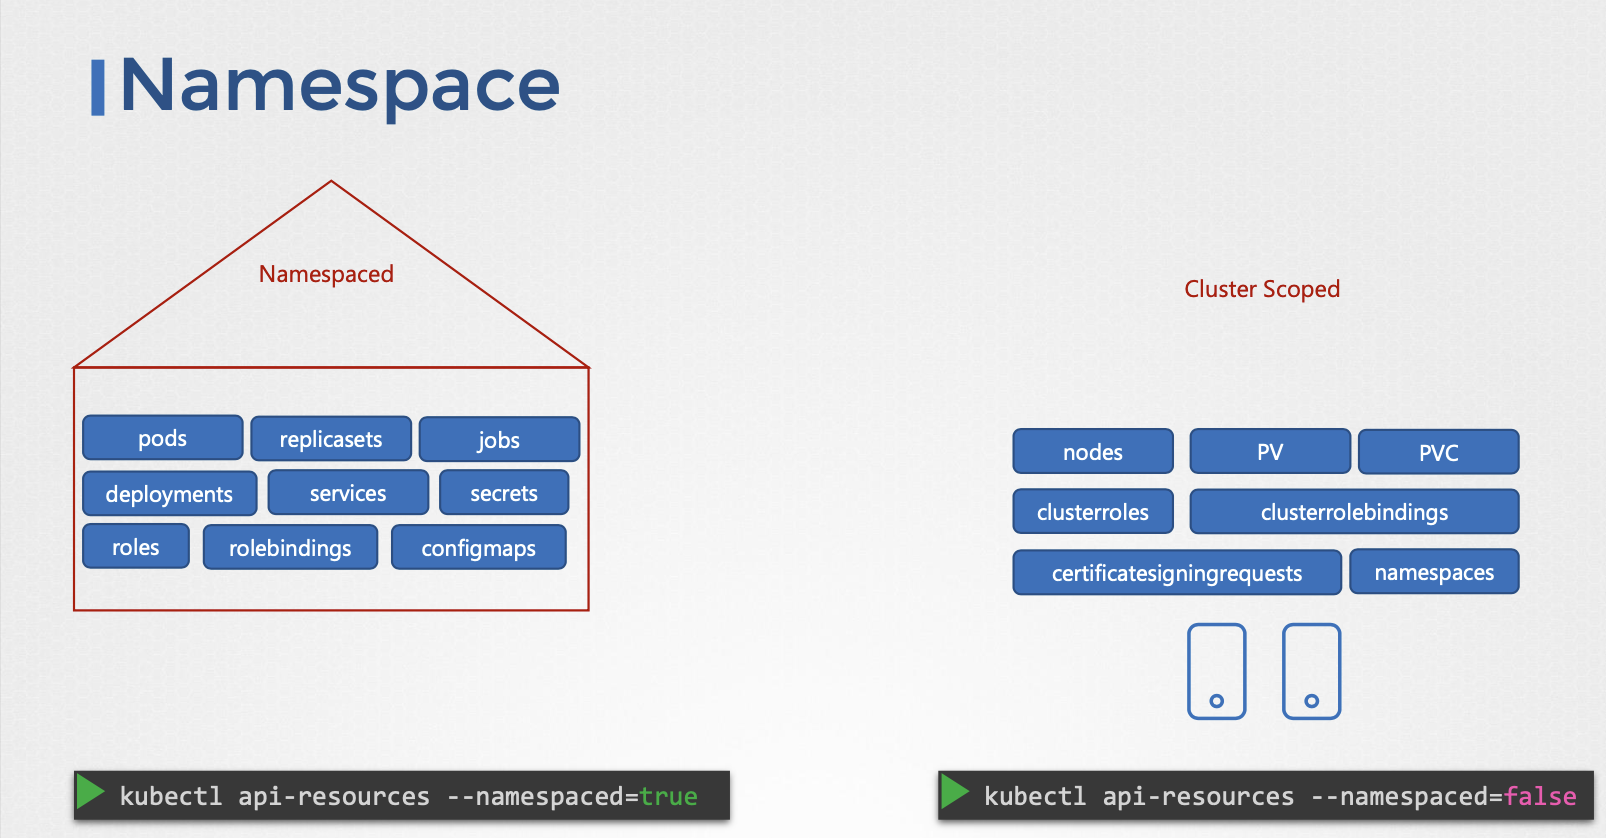 Namespace
Namespaced
pods replicasets jobs
deployments services secrets
roles rolebindings configmaps
kubectl api-resources --namespaced=true
Cluster Scoped
nodes PV PVC
clusterroles clusterrolebindings
certificatesigningrequests namespaces
kubectl api-resources --namespaced=false